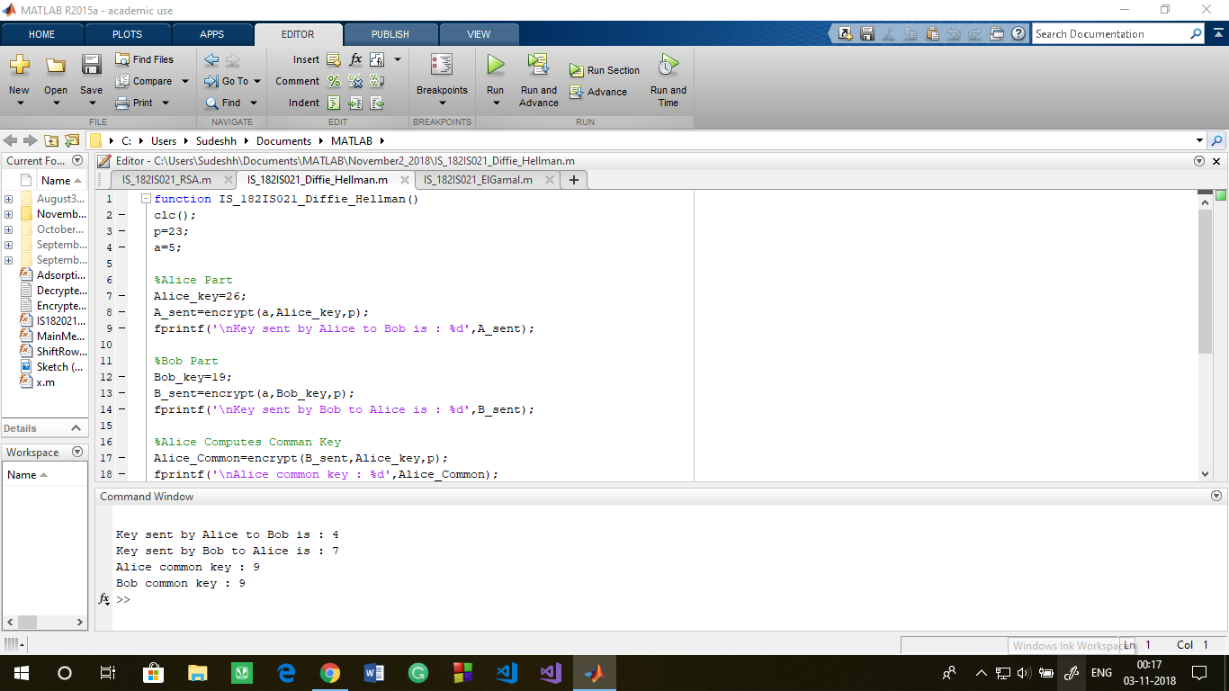 MATLAB R2015a - academic use
HOME PLOTS APPS EDITOR PUBLISH VIEW
Search Documentation
New Open Save Find Files Compare Print
Go To Find
Insert fx
Comment %
Indent
Breakpoints
Run Run and Advance Run Section Advance Run and Time
FILE NAVIGATE EDIT BREAKPOINTS RUN
C: Users Sudeshh Documents MATLAB
Current Fo...
Name
August3...
Novemb...
October...
Septemb...
Septemb...
Adsorpti...
Decrypte...
Encrypte...
IS182021...
MainMe...
ShiftRow...
Sketch (...
x.m
Details
Workspace
Name
Editor - C:\Users\Sudeshh\Documents\MATLAB\November2_2018\IS_182IS021_Diffie_Hellman.m
IS_182IS021_RSA.m IS_182IS021_Diffie_Hellman.m IS_182IS021_ElGamal.m +
1 function IS_182IS021_Diffie_Hellman()
2 clc();
3 p=23;
4 a=5;
5
6 %Alice Part
7 Alice_key=26;
8 A_sent=encrypt(a,Alice_key,p);
9 fprintf('\nKey sent by Alice to Bob is : %d',A_sent);
10
11 %Bob Part
12 Bob_key=19;
13 B_sent=encrypt(a,Bob_key,p);
14 fprintf('\nKey sent by Bob to Alice is : %d',B_sent);
15
16 %Alice Computes Comman Key
17 Alice_Common=encrypt(B_sent,Alice_key,p);
18 fprintf('\nAlice common key : %d',Alice_Common);
Command Window
Key sent by Alice to Bob is : 4
Key sent by Bob to Alice is : 7
Alice common key : 9
Bob common key : 9
fx >>
Windows Ink Workspace
Ln 1 Col 1
ENG
00:17
03-11-2018